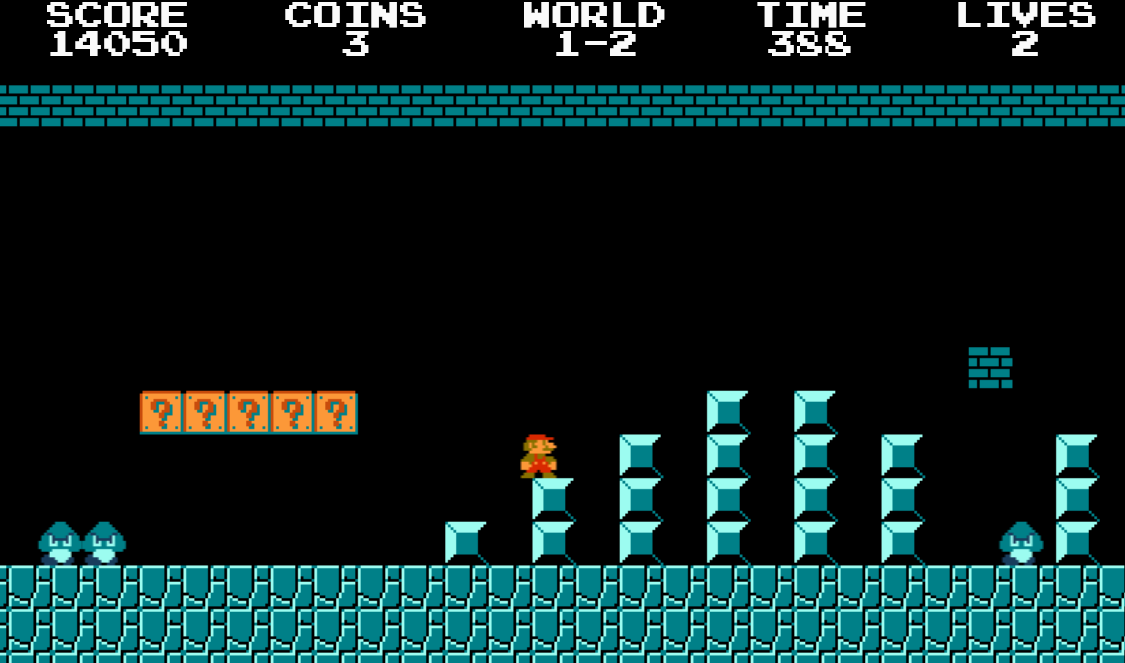 SCORE COINS WORLD TIME LIVES
14050 3 1-2 388 2
? ? ? ? ?